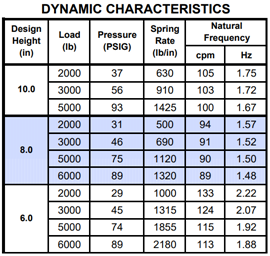 DYNAMIC CHARACTERISTICS
Design Height (in) Load (lb) Pressure (PSIG) Spring Rate (lb/in) Natural Frequency
cpm Hz
10.0
2000 37 630 105 1.75
3000 56 910 103 1.72
5000 93 1425 100 1.67
8.0
2000 31 500 94 1.57
3000 46 690 91 1.52
5000 75 1120 90 1.50
6000 89 1320 89 1.48
6.0
2000 29 1000 133 2.22
3000 45 1315 124 2.07
5000 74 1855 115 1.92
6000 89 2180 113 1.88